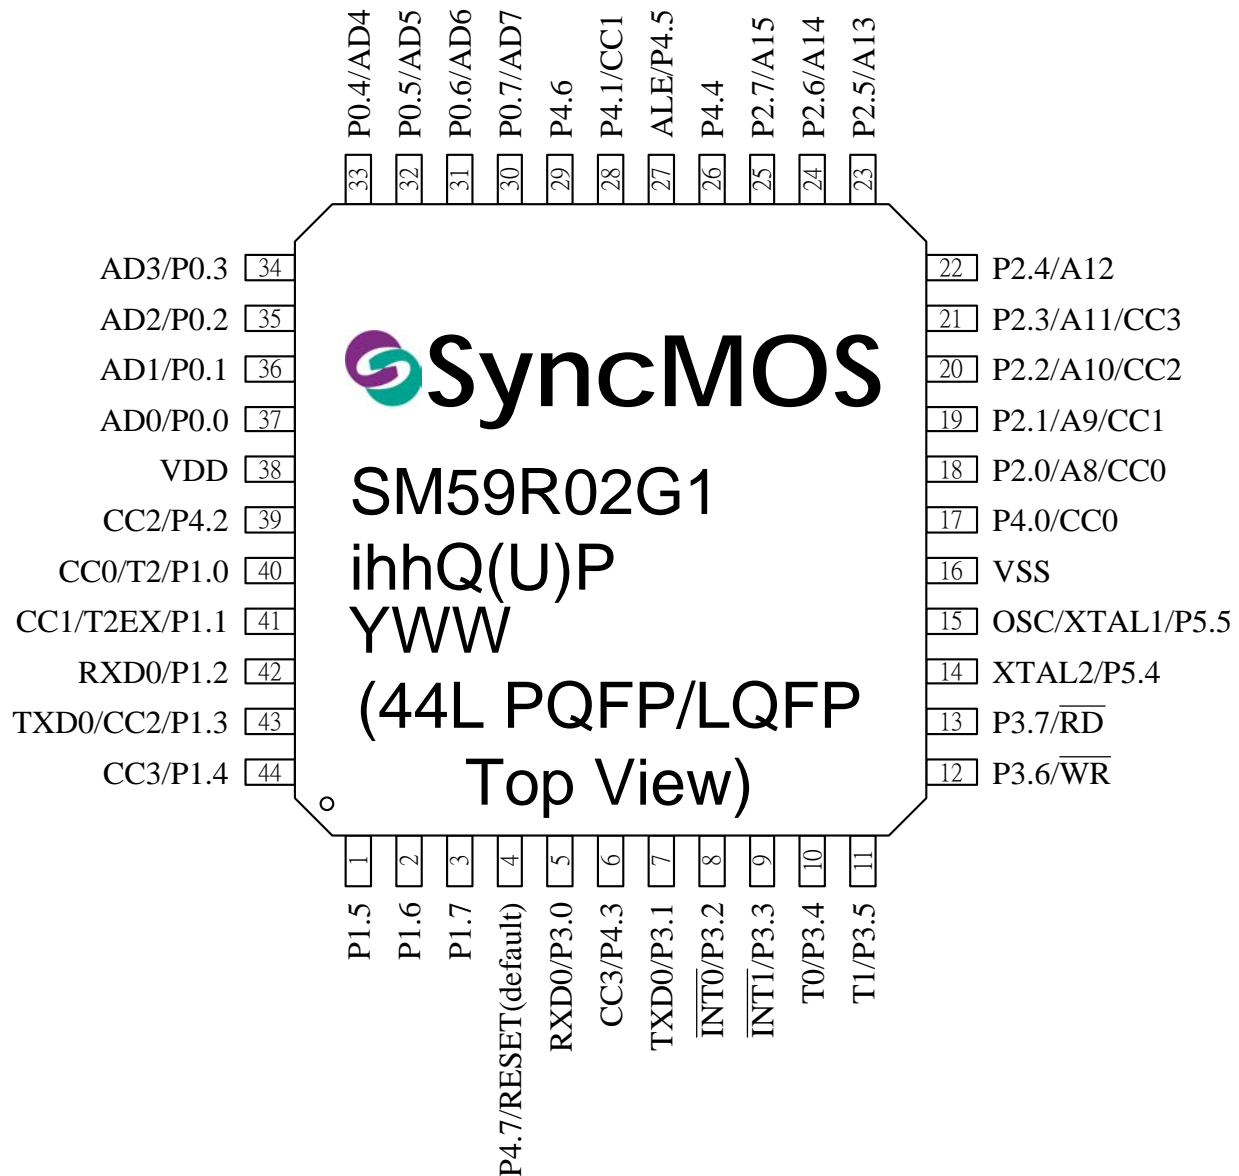 P0.4/AD4
P0.5/AD5
P0.6/AD6
P0.7/AD7
P4.6
P4.1/CC1
ALE/P4.5
P4.4
P2.7/A15
P2.6/A14
P2.5/A13
33
32
31
30
29
28
27
26
25
24
23
AD3/P0.3 34
AD2/P0.2 35
AD1/P0.1 36
AD0/P0.0 37
VDD 38
CC2/P4.2 39
CC0/T2/P1.0 40
CC1/T2EX/P1.1 41
RXD0/P1.2 42
TXD0/CC2/P1.3 43
CC3/P1.4 44
SyncMOS
SM59R02G1
ihhQ(U)P
YWW
(44L PQFP/LQFP
Top View)
22 P2.4/A12
21 P2.3/A11/CC3
20 P2.2/A10/CC2
19 P2.1/A9/CC1
18 P2.0/A8/CC0
17 P4.0/CC0
16 VSS
15 OSC/XTAL1/P5.5
14 XTAL2/P5.4
13 P3.7/R̅D̅
12 P3.6/W̅R̅
1
2
3
4
5
6
7
8
9
10
11
P1.5
P1.6
P1.7
P4.7/RESET(default)
RXD0/P3.0
CC3/P4.3
TXD0/P3.1
I̅N̅T̅0̅/P3.2
I̅N̅T̅1̅/P3.3
T0/P3.4
T1/P3.5